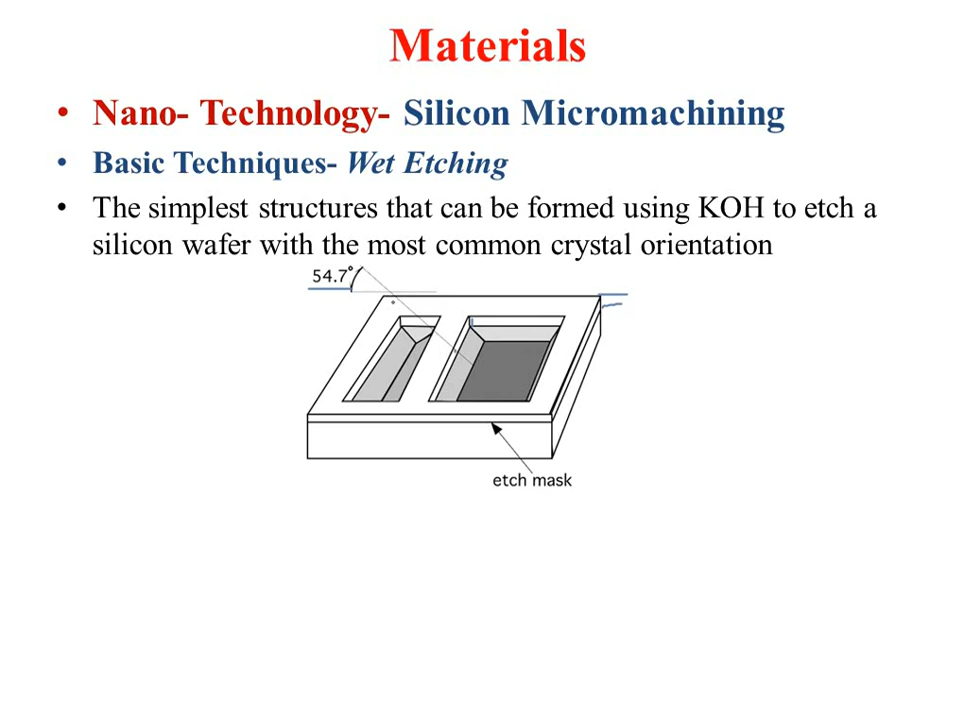 Materials
• Nano- Technology- Silicon Micromachining
• Basic Techniques- Wet Etching
• The simplest structures that can be formed using KOH to etch a
silicon wafer with the most common crystal orientation
54.7°
etch mask